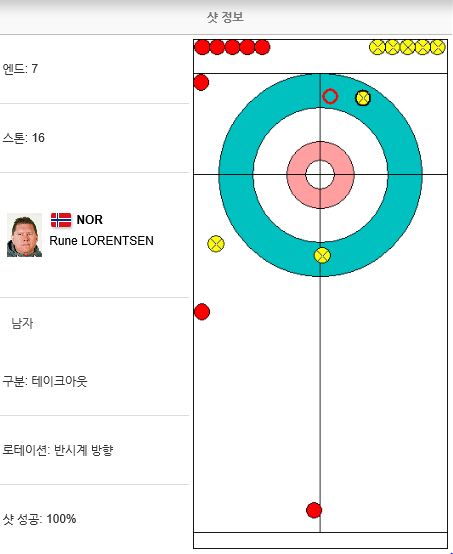 샷 정보
엔드: 7
스톤: 16
NOR
Rune LORENTSEN
남자
구분: 테이크아웃
로테이션: 반시계 방향
샷 성공: 100%